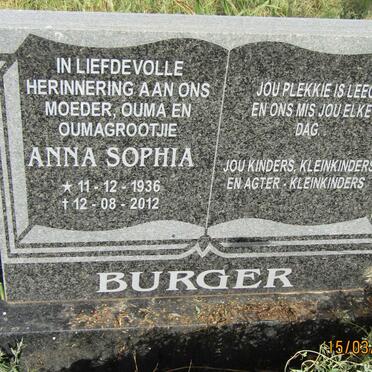 IN LIEFDEVOLLE
HERINNERING AAN ONS
MOEDER, OUMA EN
OUMAGROOTJIE
ANNA SOPHIA
★ 11-12-1936
† 12-08-2012
JOU PLEKKIE IS LEEG
EN ONS MIS JOU ELKE
DAG
JOU KINDERS, KLEINKINDERS
EN AGTER - KLEINKINDERS
BURGER
15/03